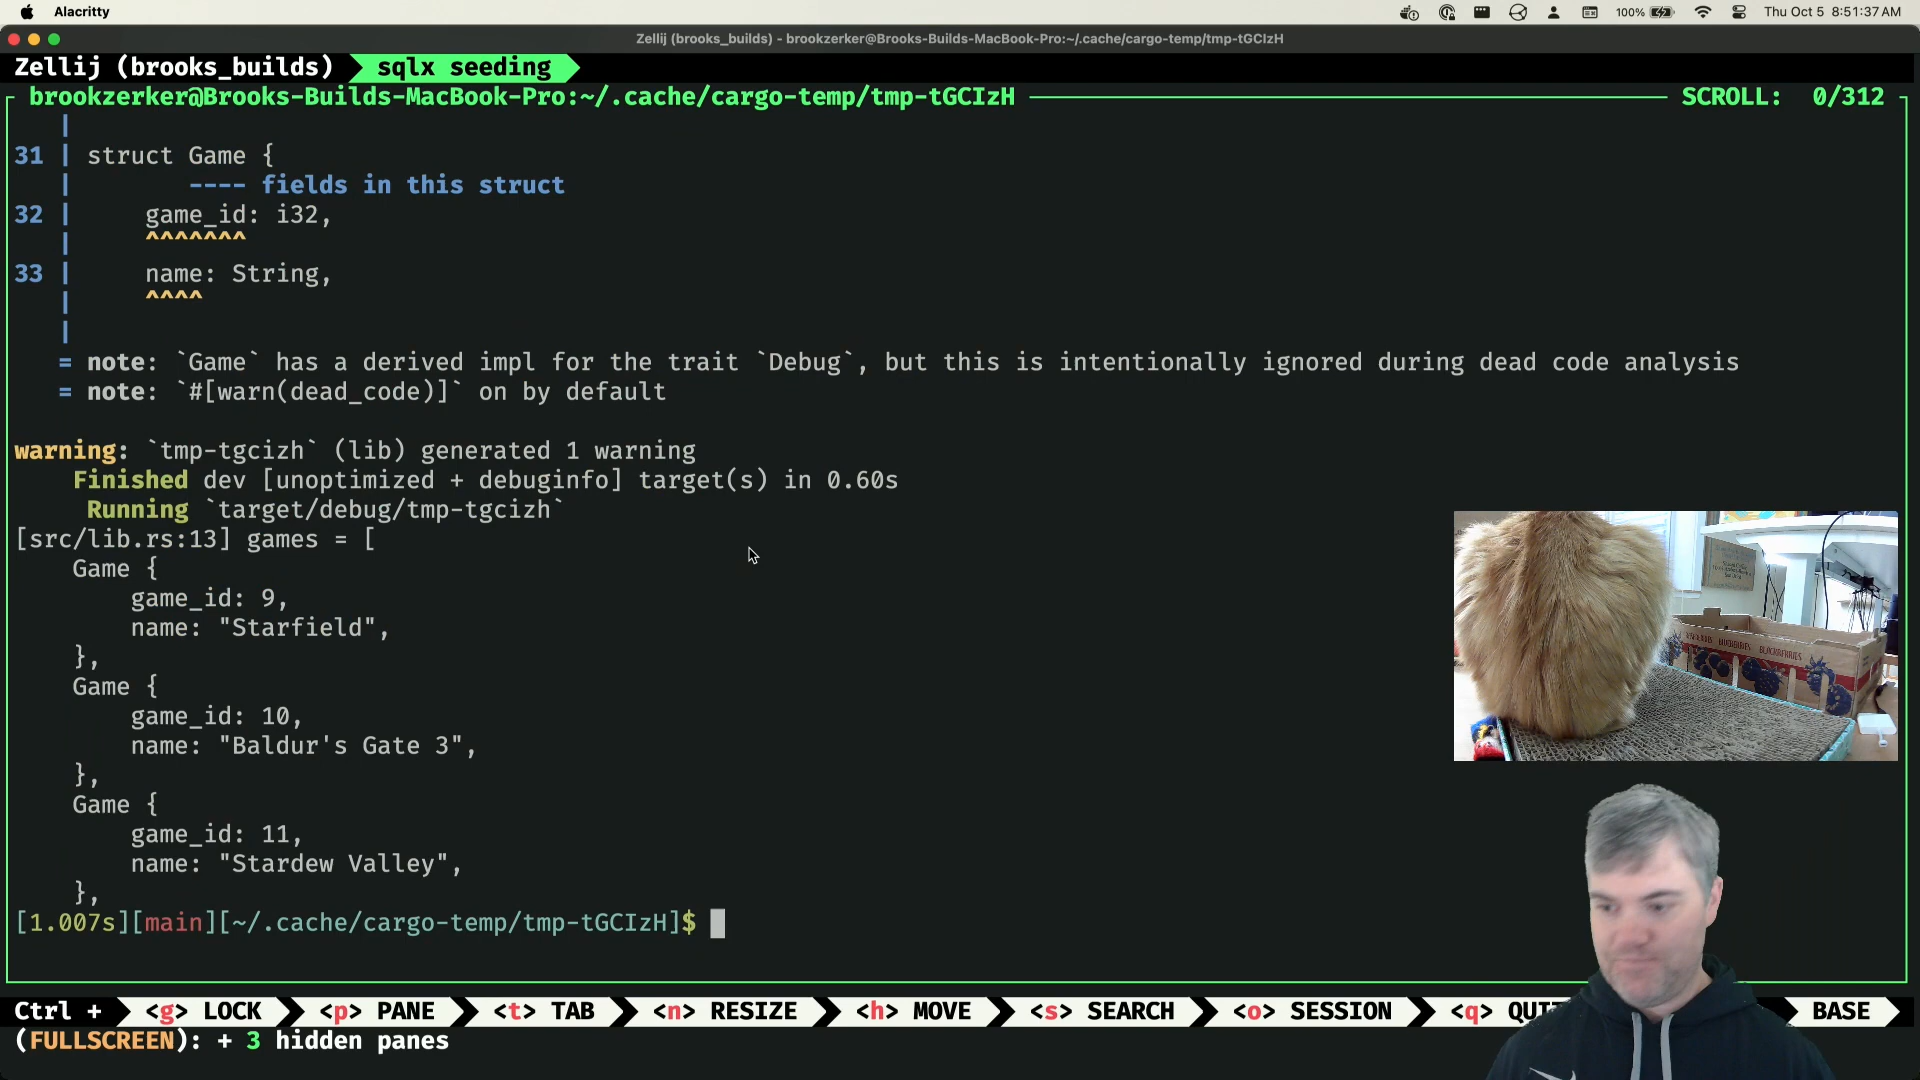 Alacritty
100%
Thu Oct 5 8:51:37 AM
Zellij (brooks_builds) - brookzerker@Brooks-Builds-MacBook-Pro:~/.cache/cargo-temp/tmp-tGCIzH
Zellij (brooks_builds) sqlx seeding
brookzerker@Brooks-Builds-MacBook-Pro:~/.cache/cargo-temp/tmp-tGCIzH SCROLL: 0/312
|
31 | struct Game {
| ---- fields in this struct
32 | game_id: i32,
| ^^^^^^^
33 | name: String,
| ^^^^
|
= note: `Game` has a derived impl for the trait `Debug`, but this is intentionally ignored during dead code analysis
= note: `#[warn(dead_code)]` on by default
warning: `tmp-tgcizh` (lib) generated 1 warning
Finished dev [unoptimized + debuginfo] target(s) in 0.60s
Running `target/debug/tmp-tgcizh`
[src/lib.rs:13] games = [
Game {
game_id: 9,
name: "Starfield",
},
Game {
game_id: 10,
name: "Baldur's Gate 3",
},
Game {
game_id: 11,
name: "Stardew Valley",
},
[1.007s][main][~/.cache/cargo-temp/tmp-tGCIzH]$
BLUEBERRIES BLACKBERRIES
Ctrl + <g> LOCK <p> PANE <t> TAB <n> RESIZE <h> MOVE <s> SEARCH <o> SESSION <q> BASE
(FULLSCREEN): + 3 hidden panes